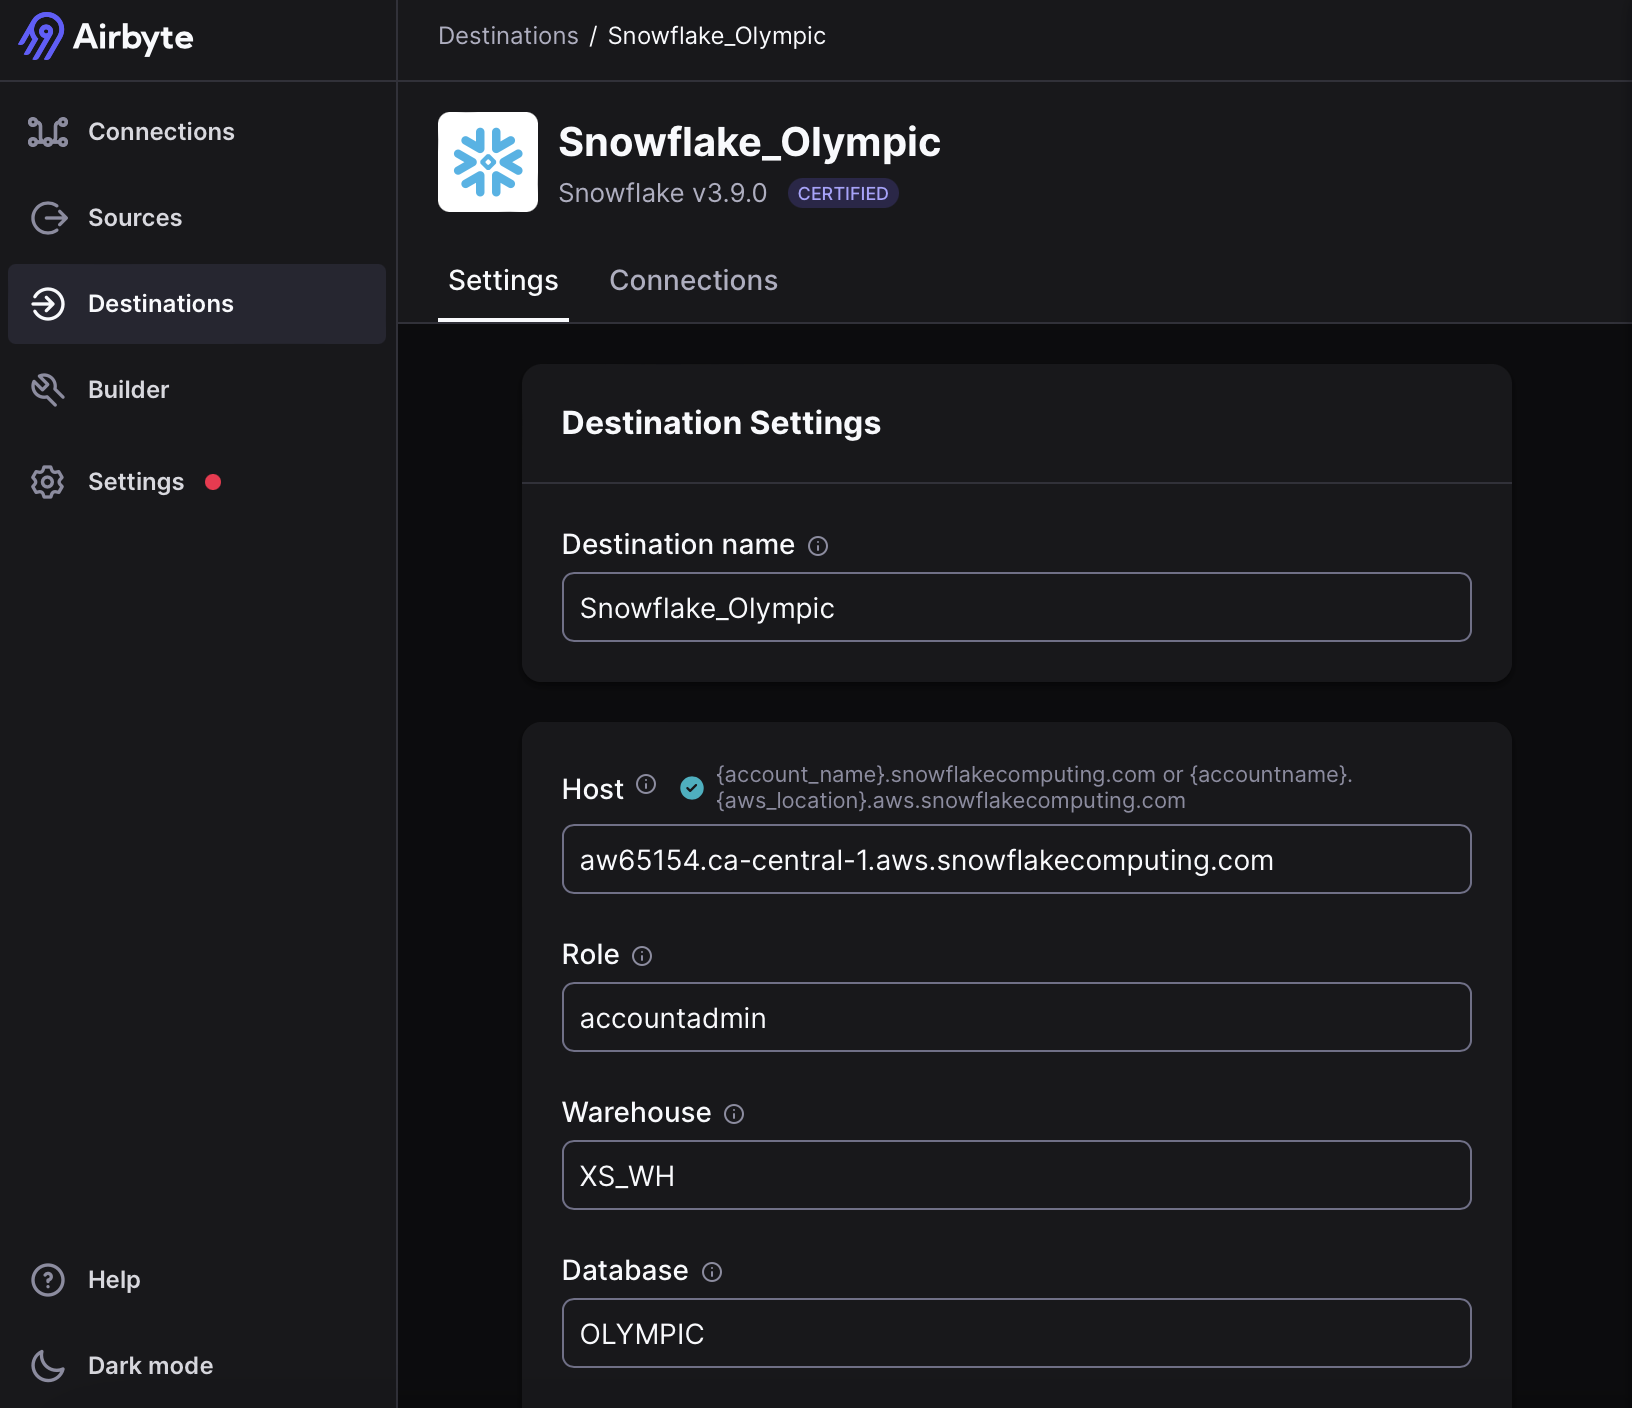 Airbyte
Connections
Sources
Destinations
Builder
Settings
Help
Dark mode
Destinations / Snowflake_Olympic
Snowflake_Olympic
Snowflake v3.9.0 CERTIFIED
Settings Connections
Destination Settings
Destination name
Snowflake_Olympic
Host
{account_name}.snowflakecomputing.com or {accountname}.
{aws_location}.aws.snowflakecomputing.com
aw65154.ca-central-1.aws.snowflakecomputing.com
Role
accountadmin
Warehouse
XS_WH
Database
OLYMPIC